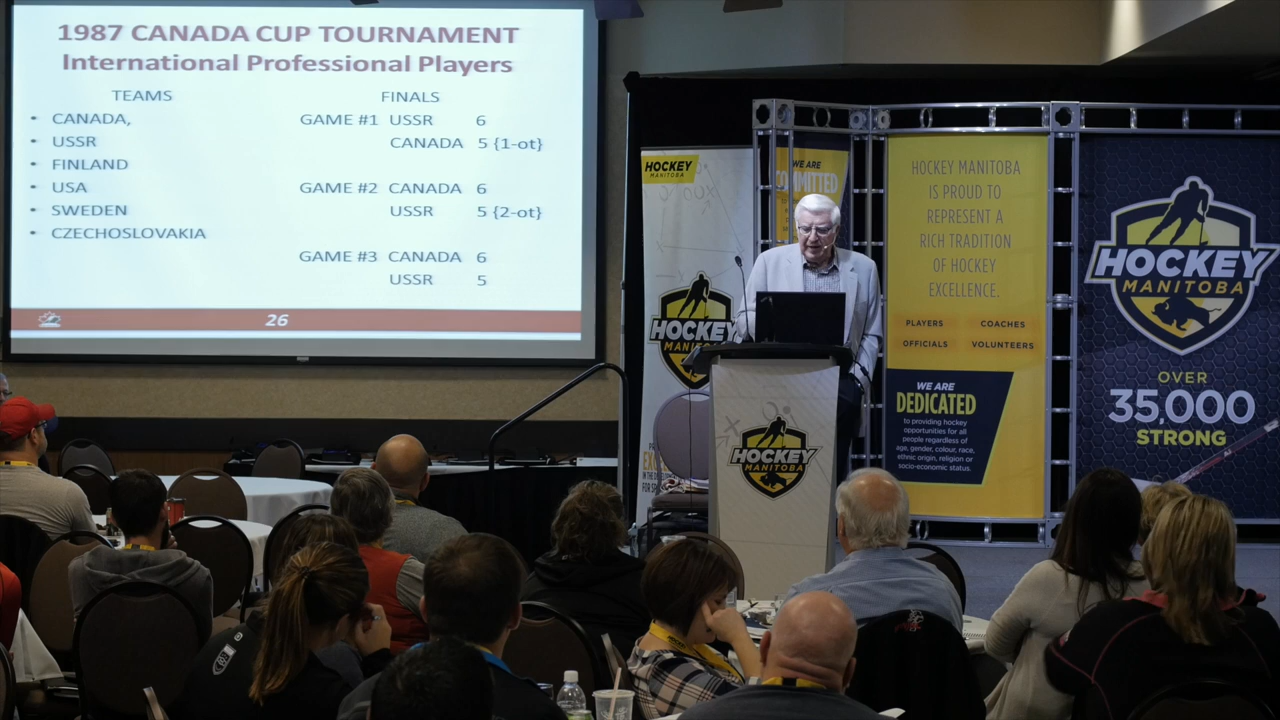 1987 CANADA CUP TOURNAMENT
International Professional Players
TEAMS
• CANADA,
• USSR
• FINLAND
• USA
• SWEDEN
• CZECHOSLOVAKIA
FINALS
GAME #1 USSR 6
CANADA 5 {1-ot}
GAME #2 CANADA 6
USSR 5 {2-ot}
GAME #3 CANADA 6
USSR 5
26
HOCKEY
MANITOBA
HOCKEY
MANITOBA
WE ARE
COMMITTED
HOCKEY MANITOBA
IS PROUD TO
REPRESENT A
RICH TRADITION
OF HOCKEY
EXCELLENCE.
PLAYERS COACHES
OFFICIALS VOLUNTEERS
WE ARE
DEDICATED
to providing hockey
opportunities for all
people regardless of
age, gender, colour, race,
ethnic origin, religion or
socio-economic status.
HOCKEY
MANITOBA
OVER
35,000
STRONG
HOCKEY
MANITOBA